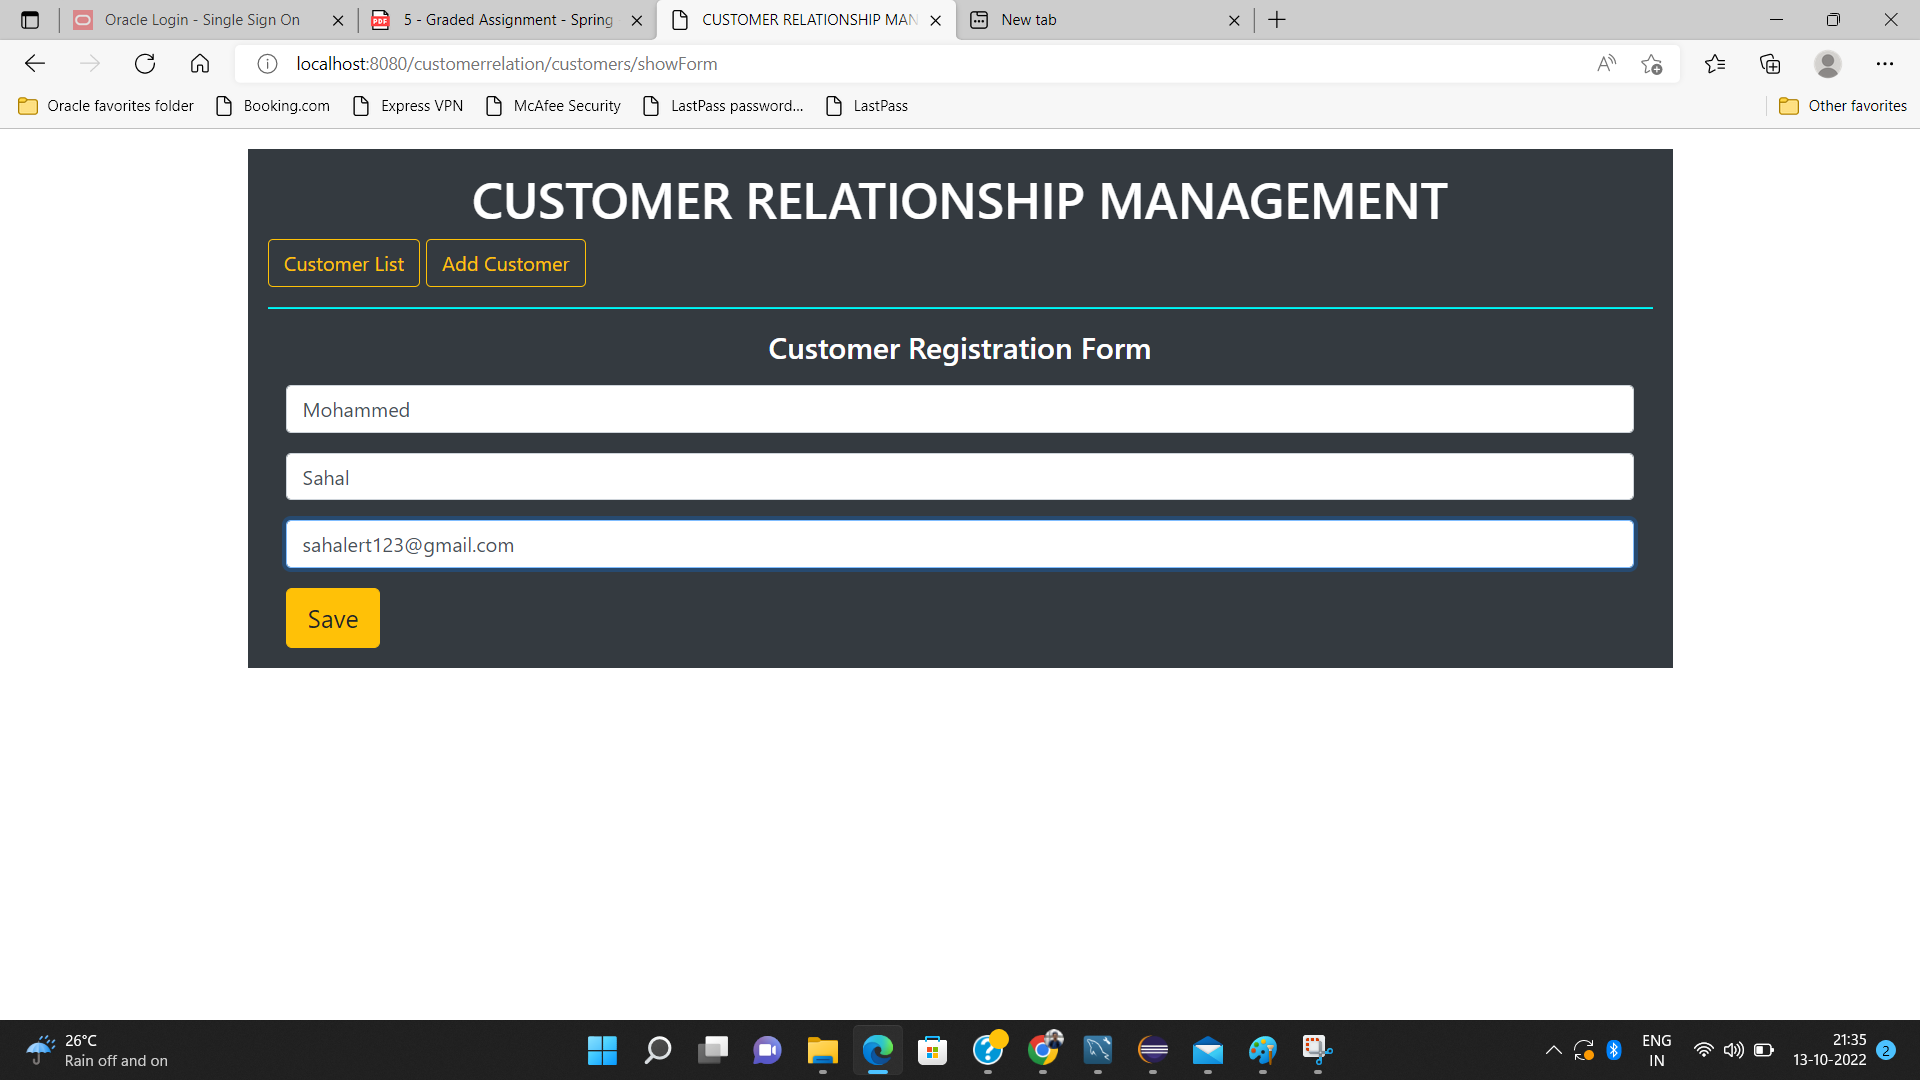 Oracle Login - Single Sign On
5 - Graded Assignment - Spring
CUSTOMER RELATIONSHIP MAN
New tab
localhost:8080/customerrelation/customers/showForm
Oracle favorites folder
Booking.com
Express VPN
McAfee Security
LastPass password...
LastPass
Other favorites
CUSTOMER RELATIONSHIP MANAGEMENT
Customer List
Add Customer
Customer Registration Form
Mohammed
Sahal
sahalert123@gmail.com
Save
26°C
Rain off and on
ENG
IN
21:35
13-10-2022
2